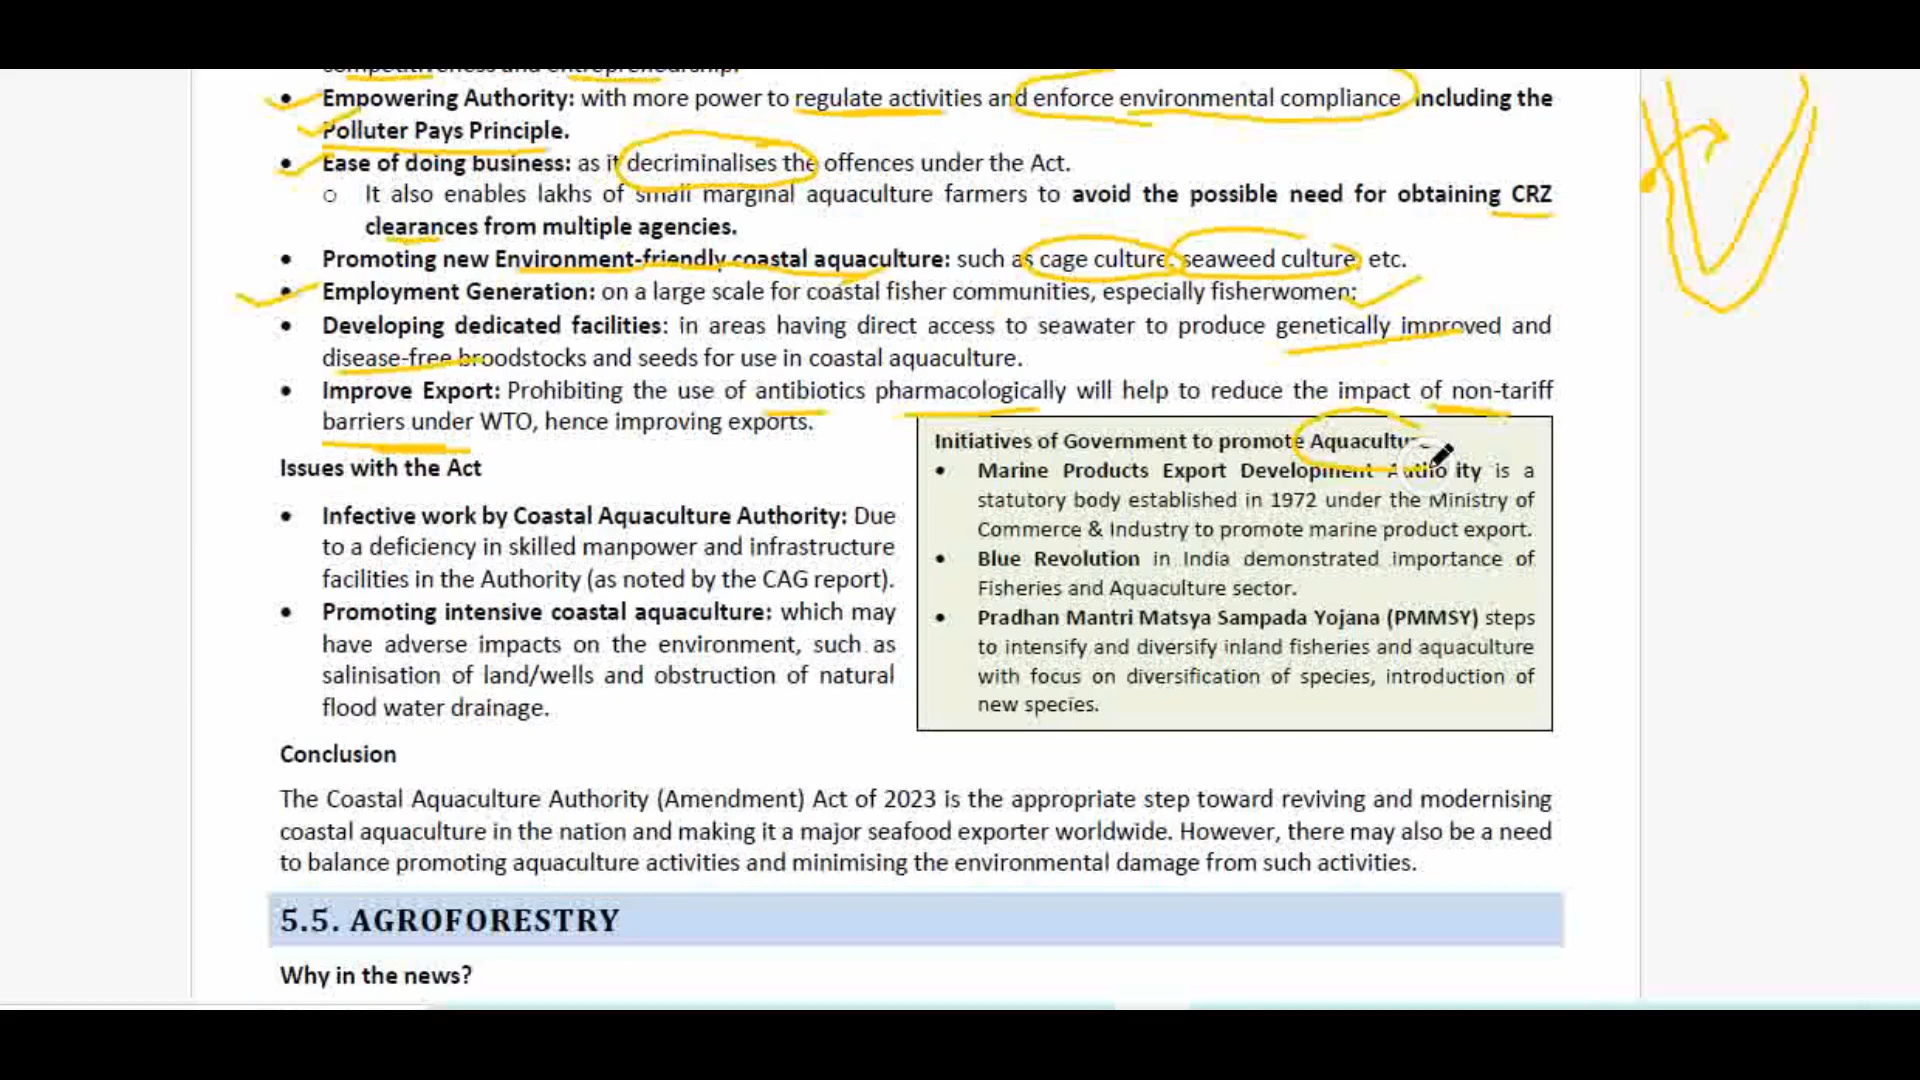 competitiveness and entrepreneurship.
• Empowering Authority: with more power to regulate activities and enforce environmental compliance including the
Polluter Pays Principle.
• Ease of doing business: as it decriminalises the offences under the Act.
o It also enables lakhs of small marginal aquaculture farmers to avoid the possible need for obtaining CRZ
clearances from multiple agencies.
• Promoting new Environment-friendly coastal aquaculture: such as cage culture, seaweed culture, etc.
• Employment Generation: on a large scale for coastal fisher communities, especially fisherwomen;
• Developing dedicated facilities: in areas having direct access to seawater to produce genetically improved and
disease-free broodstocks and seeds for use in coastal aquaculture.
• Improve Export: Prohibiting the use of antibiotics pharmacologically will help to reduce the impact of non-tariff
barriers under WTO, hence improving exports.
Issues with the Act
• Infective work by Coastal Aquaculture Authority: Due
to a deficiency in skilled manpower and infrastructure
facilities in the Authority (as noted by the CAG report).
• Promoting intensive coastal aquaculture: which may
have adverse impacts on the environment, such as
salinisation of land/wells and obstruction of natural
flood water drainage.
Initiatives of Government to promote Aquaculture
• Marine Products Export Development Authority is a
statutory body established in 1972 under the Ministry of
Commerce & Industry to promote marine product export.
• Blue Revolution in India demonstrated importance of
Fisheries and Aquaculture sector.
• Pradhan Mantri Matsya Sampada Yojana (PMMSY) steps
to intensify and diversify inland fisheries and aquaculture
with focus on diversification of species, introduction of
new species.
Conclusion
The Coastal Aquaculture Authority (Amendment) Act of 2023 is the appropriate step toward reviving and modernising
coastal aquaculture in the nation and making it a major seafood exporter worldwide. However, there may also be a need
to balance promoting aquaculture activities and minimising the environmental damage from such activities.
5.5. AGROFORESTRY
Why in the news?